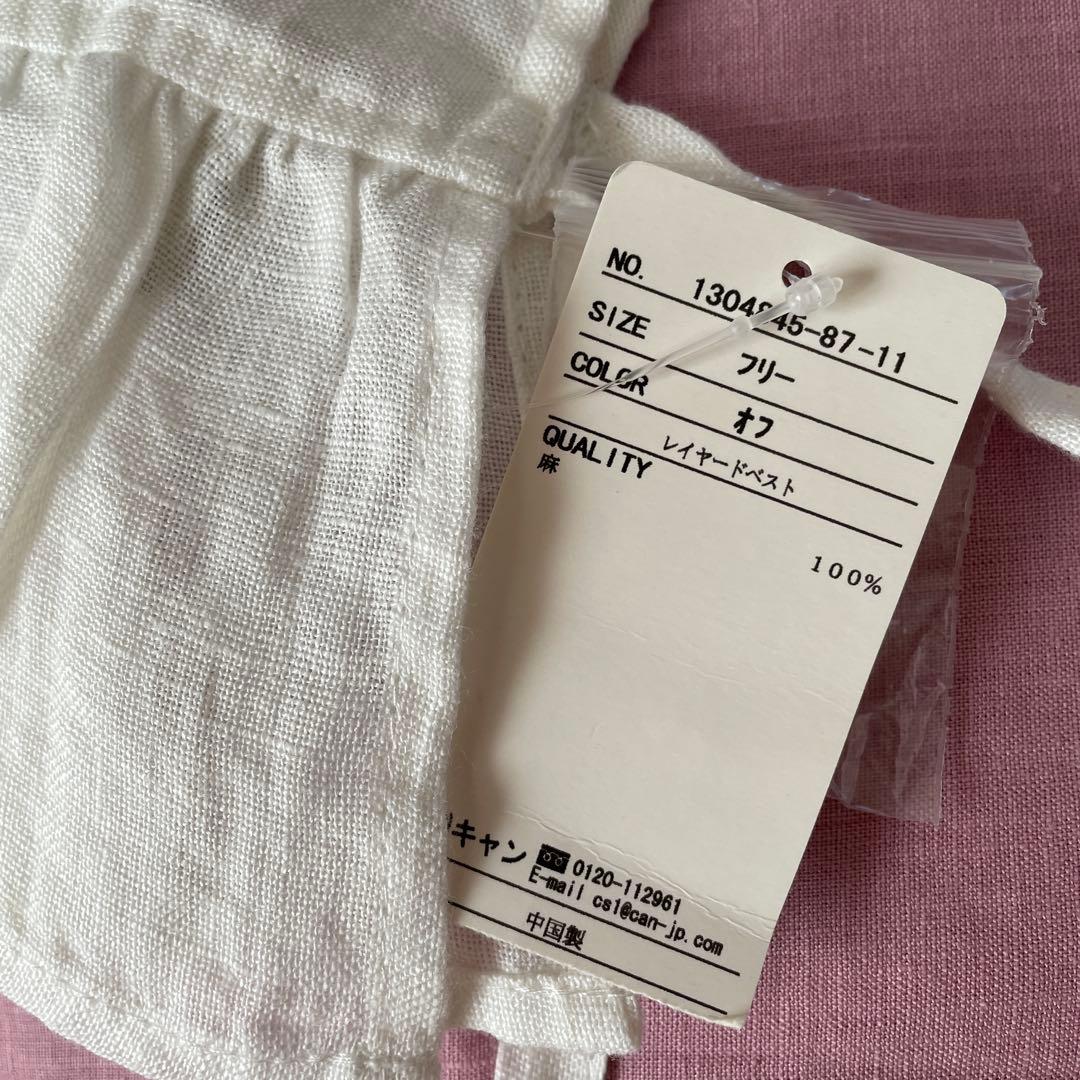 NO. 1304845-87-11
SIZE フリー
COLOR オフ
QUALITY レイヤードベスト
麻
100%
キャン 0120-112961
E-mail cs1@can-jp.com
中国製